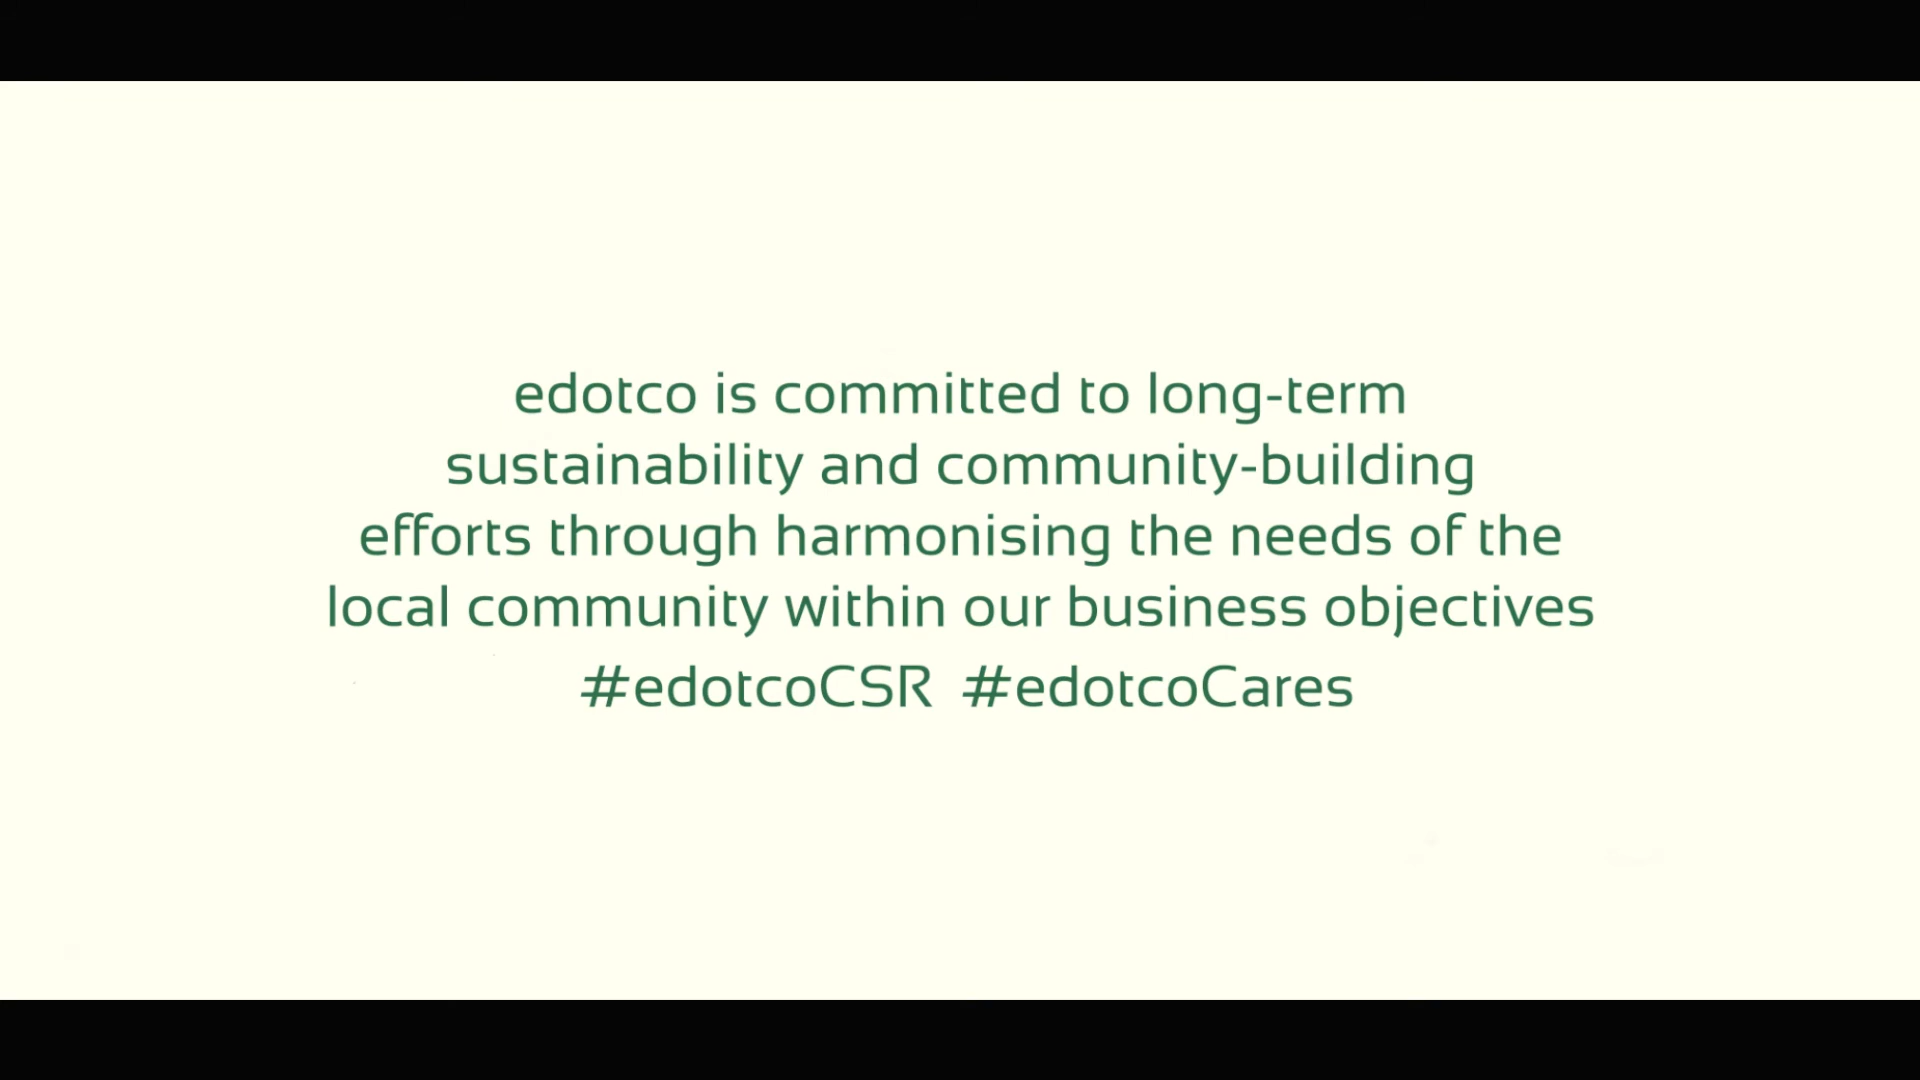 edotco is committed to long-term
sustainability and community-building
efforts through harmonising the needs of the
local community within our business objectives
#edotcoCSR #edotcoCares